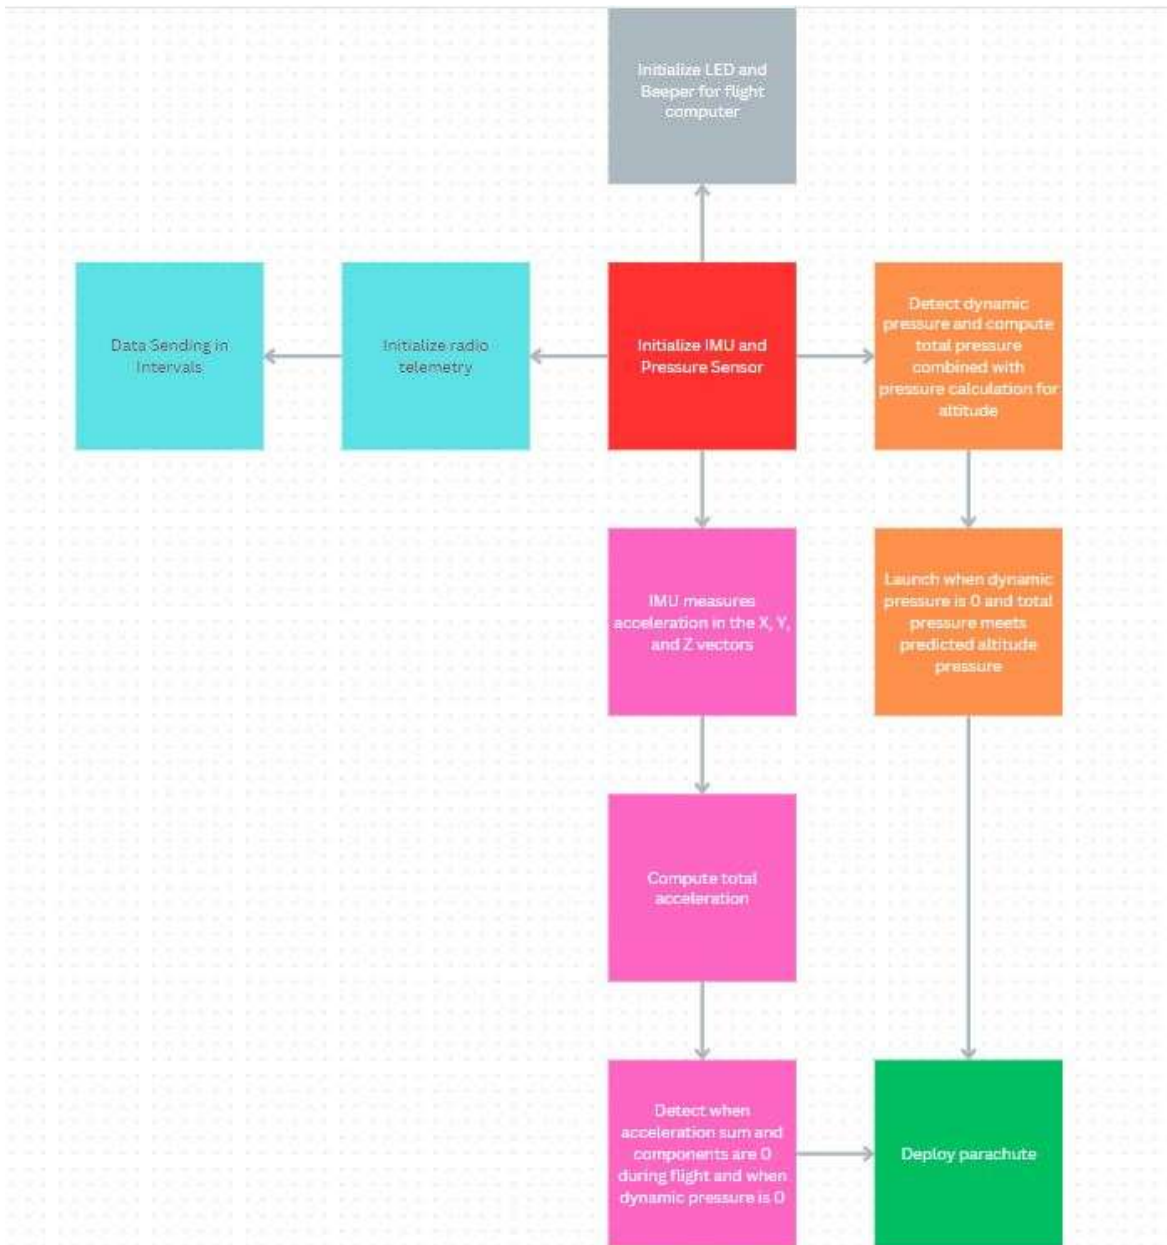 Initialize LED and
Beeper for flight
computer
Data Sending in
Intervals
Initialize radio
telemetry
Initialize IMU and
Pressure Sensor
Detect dynamic
pressure and compute
total pressure
combined with
pressure calculation for
altitude
IMU measures
acceleration in the X, Y,
and Z vectors
Launch when dynamic
pressure is 0 and total
pressure meets
predicted altitude
pressure
Compute total
acceleration
Detect when
acceleration sum and
components are 0
during flight and when
dynamic pressure is 0
Deploy parachute